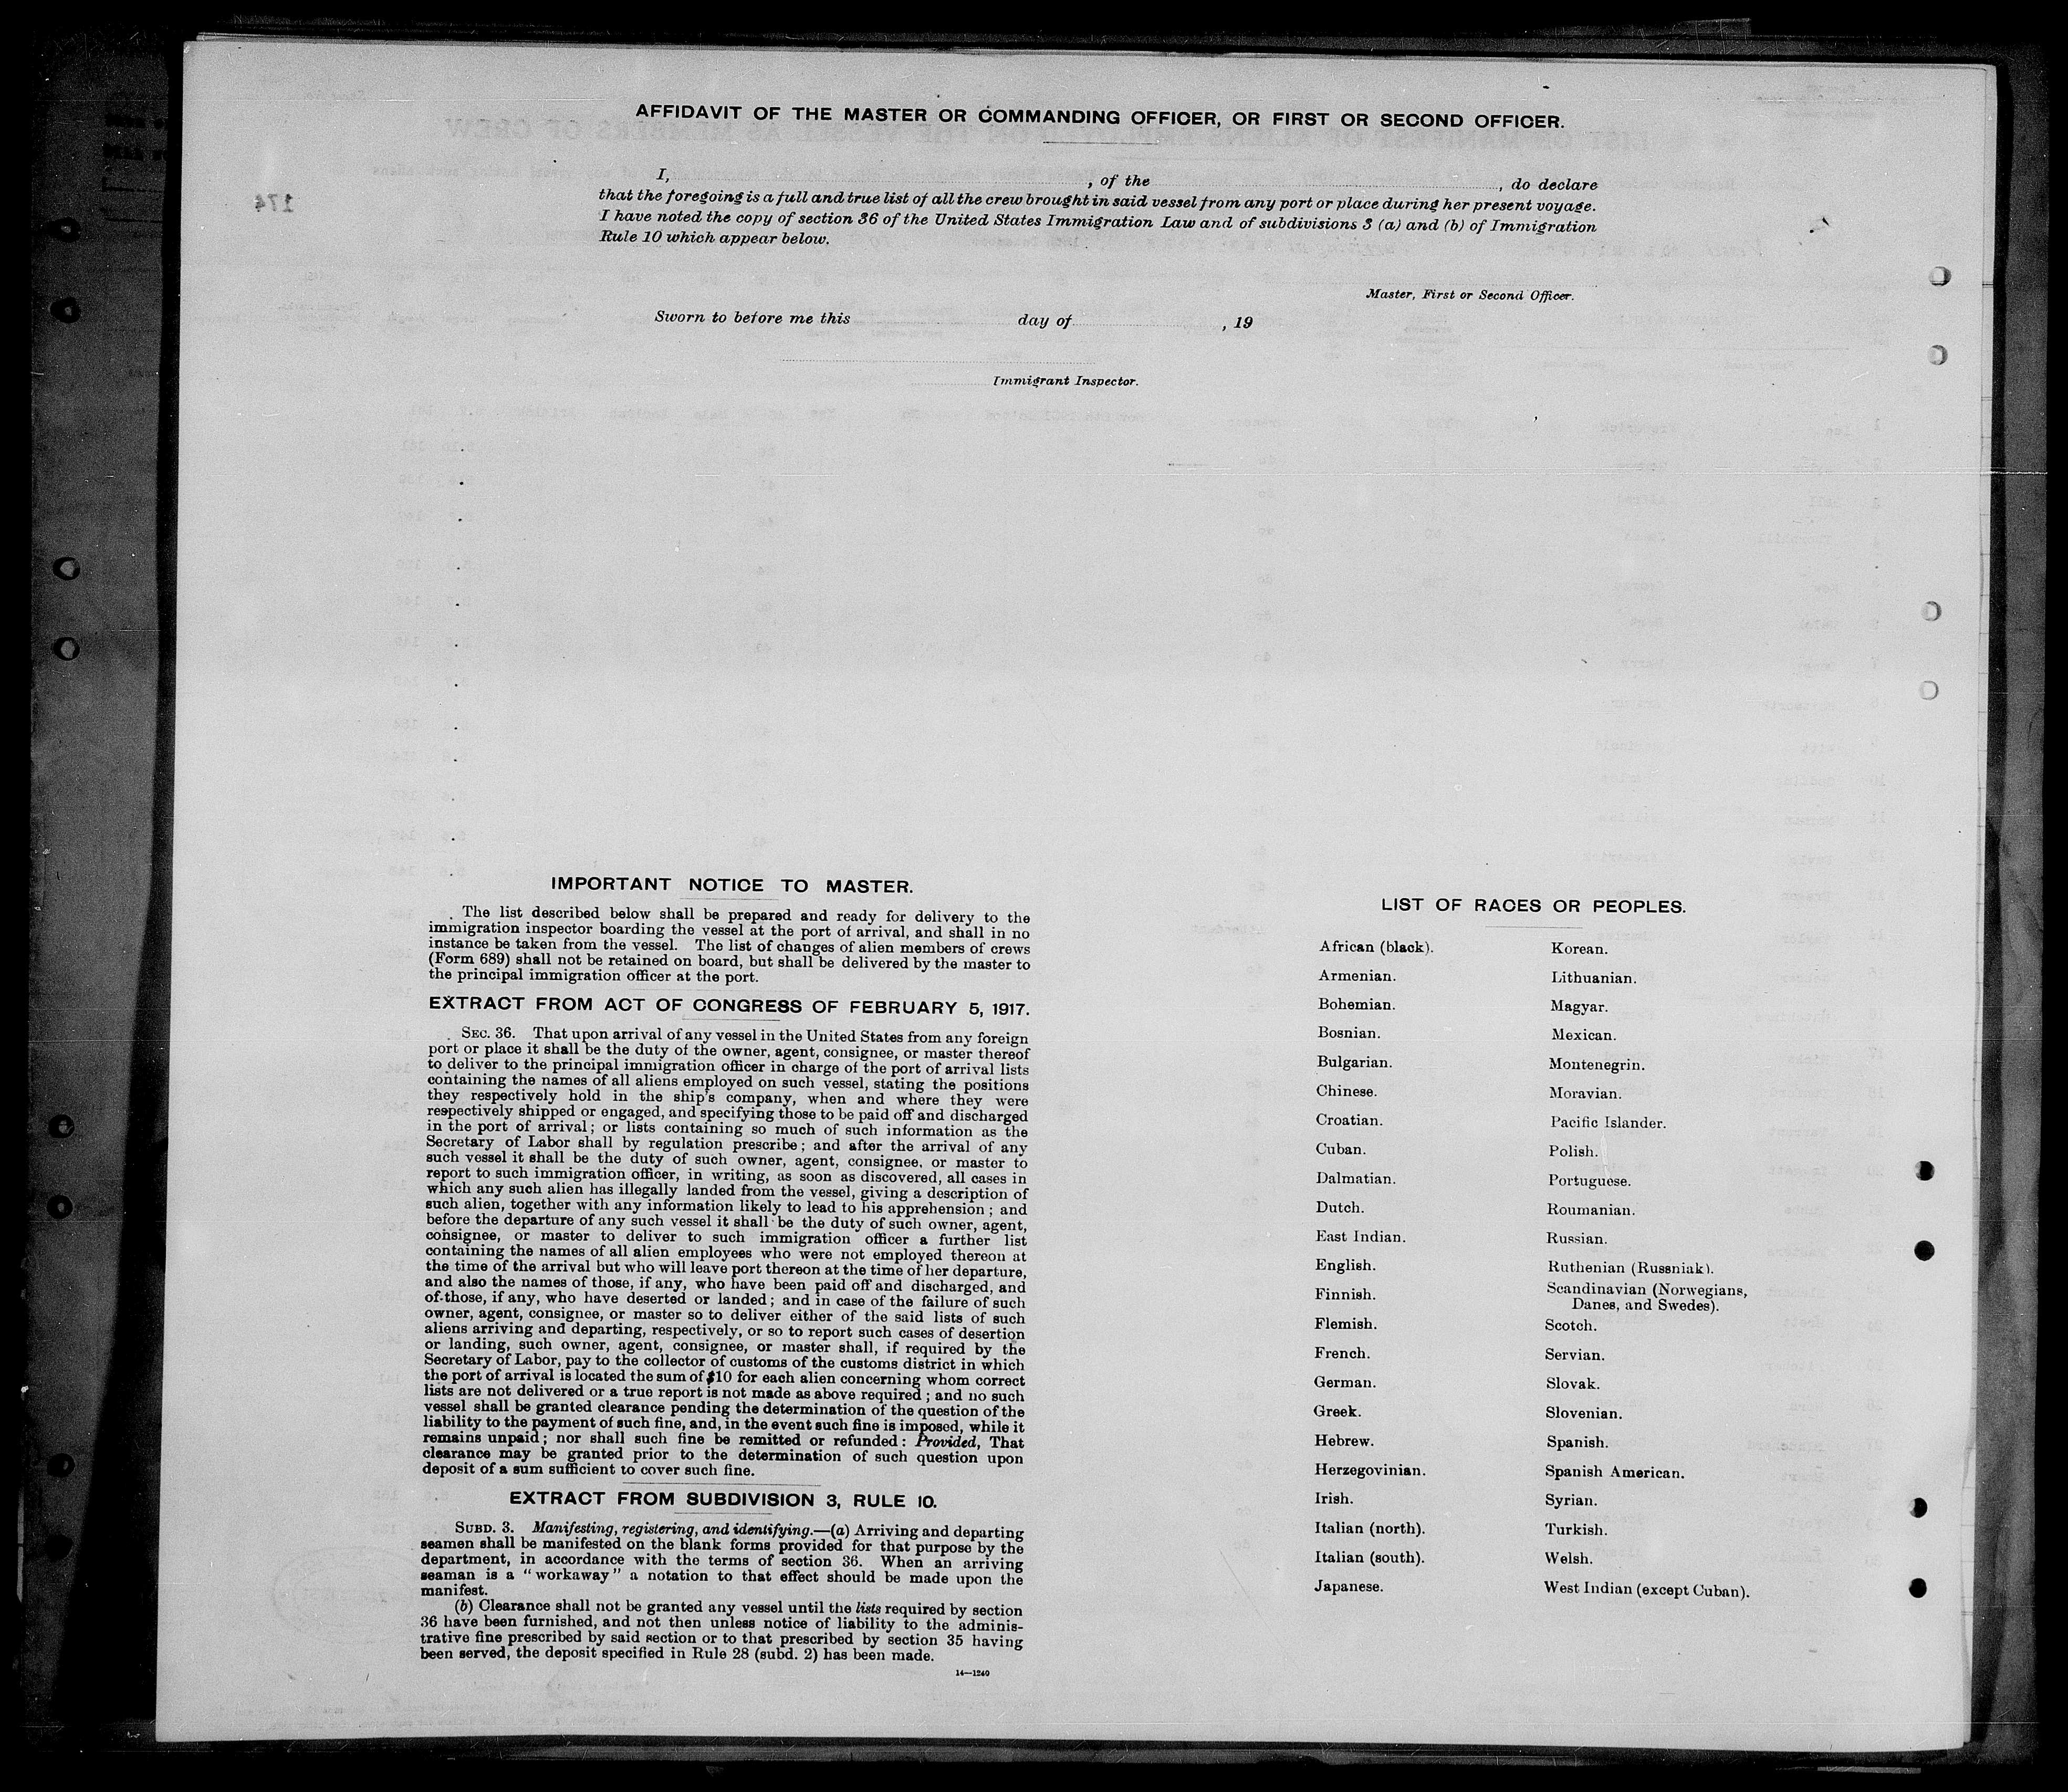 AFFIDAVIT OF THE MASTER OR COMMANDING OFFICER, OR FIRST OR SECOND OFFICER.
I, , of the , do declare
that the foregoing is a full and true list of all the crew brought in said vessel from any port or place during her present voyage.
I have noted the copy of section 36 of the United States Immigration Law and of subdivisions 3 (a) and (b) of Immigration
Rule 10 which appear below.
Master, First or Second Officer.
Sworn to before me this day of , 19
Immigrant Inspector.
174
IMPORTANT NOTICE TO MASTER.
The list described below shall be prepared and ready for delivery to the
immigration inspector boarding the vessel at the port of arrival, and shall in no
instance be taken from the vessel. The list of changes of alien members of crews
(Form 689) shall not be retained on board, but shall be delivered by the master to
the principal immigration officer at the port.
EXTRACT FROM ACT OF CONGRESS OF FEBRUARY 5, 1917.
SEC. 36. That upon arrival of any vessel in the United States from any foreign
port or place it shall be the duty of the owner, agent, consignee, or master thereof
to deliver to the principal immigration officer in charge of the port of arrival lists
containing the names of all aliens employed on such vessel, stating the positions
they respectively hold in the ship's company, when and where they were
respectively shipped or engaged, and specifying those to be paid off and discharged
in the port of arrival; or lists containing so much of such information as the
Secretary of Labor shall by regulation prescribe; and after the arrival of any
such vessel it shall be the duty of such owner, agent, consignee, or master to
report to such immigration officer, in writing, as soon as discovered, all cases in
which any such alien has illegally landed from the vessel, giving a description of
such alien, together with any information likely to lead to his apprehension; and
before the departure of any such vessel it shall be the duty of such owner, agent,
consignee, or master to deliver to such immigration officer a further list
containing the names of all alien employees who were not employed thereon at
the time of the arrival but who will leave port thereon at the time of her departure,
and also the names of those, if any, who have been paid off and discharged, and
of those, if any, who have deserted or landed; and in case of the failure of such
owner, agent, consignee, or master so to deliver either of the said lists of such
aliens arriving and departing, respectively, or so to report such cases of desertion
or landing, such owner, agent, consignee, or master shall, if required by the
Secretary of Labor, pay to the collector of customs of the customs district in which
the port of arrival is located the sum of $10 for each alien concerning whom correct
lists are not delivered or a true report is not made as above required; and no such
vessel shall be granted clearance pending the determination of the question of the
liability to the payment of such fine, and, in the event such fine is imposed, while it
remains unpaid; nor shall such fine be remitted or refunded: Provided, That
clearance may be granted prior to the determination of such question upon
deposit of a sum sufficient to cover such fine.
EXTRACT FROM SUBDIVISION 3, RULE 10.
SUBD. 3. Manifesting, registering, and identifying.—(a) Arriving and departing
seamen shall be manifested on the blank forms provided for that purpose by the
department, in accordance with the terms of section 36. When an arriving
seaman is a "workaway" a notation to that effect should be made upon the
manifest.
(b) Clearance shall not be granted any vessel until the lists required by section
36 have been furnished, and not then unless notice of liability to the adminis-
trative fine prescribed by said section or to that prescribed by section 35 having
been served, the deposit specified in Rule 28 (subd. 2) has been made.
14—1240
LIST OF RACES OR PEOPLES.
African (black).
Armenian.
Bohemian.
Bosnian.
Bulgarian.
Chinese.
Croatian.
Cuban.
Dalmatian.
Dutch.
East Indian.
English.
Finnish.
Flemish.
French.
German.
Greek.
Hebrew.
Herzegovinian.
Irish.
Italian (north).
Italian (south).
Japanese.
Korean.
Lithuanian.
Magyar.
Mexican.
Montenegrin.
Moravian.
Pacific Islander.
Polish.
Portuguese.
Roumanian.
Russian.
Ruthenian (Russniak).
Scandinavian (Norwegians,
Danes, and Swedes).
Scotch.
Servian.
Slovak.
Slovenian.
Spanish.
Spanish American.
Syrian.
Turkish.
Welsh.
West Indian (except Cuban).